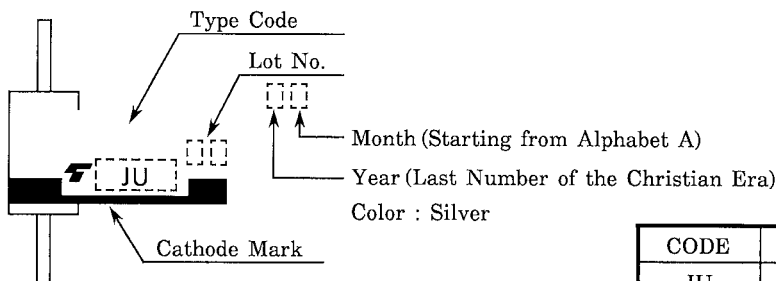 Type Code
Lot No.
Month (Starting from Alphabet A)
JU
Year (Last Number of the Christian Era)
Color : Silver
Cathode Mark
CODE
JU